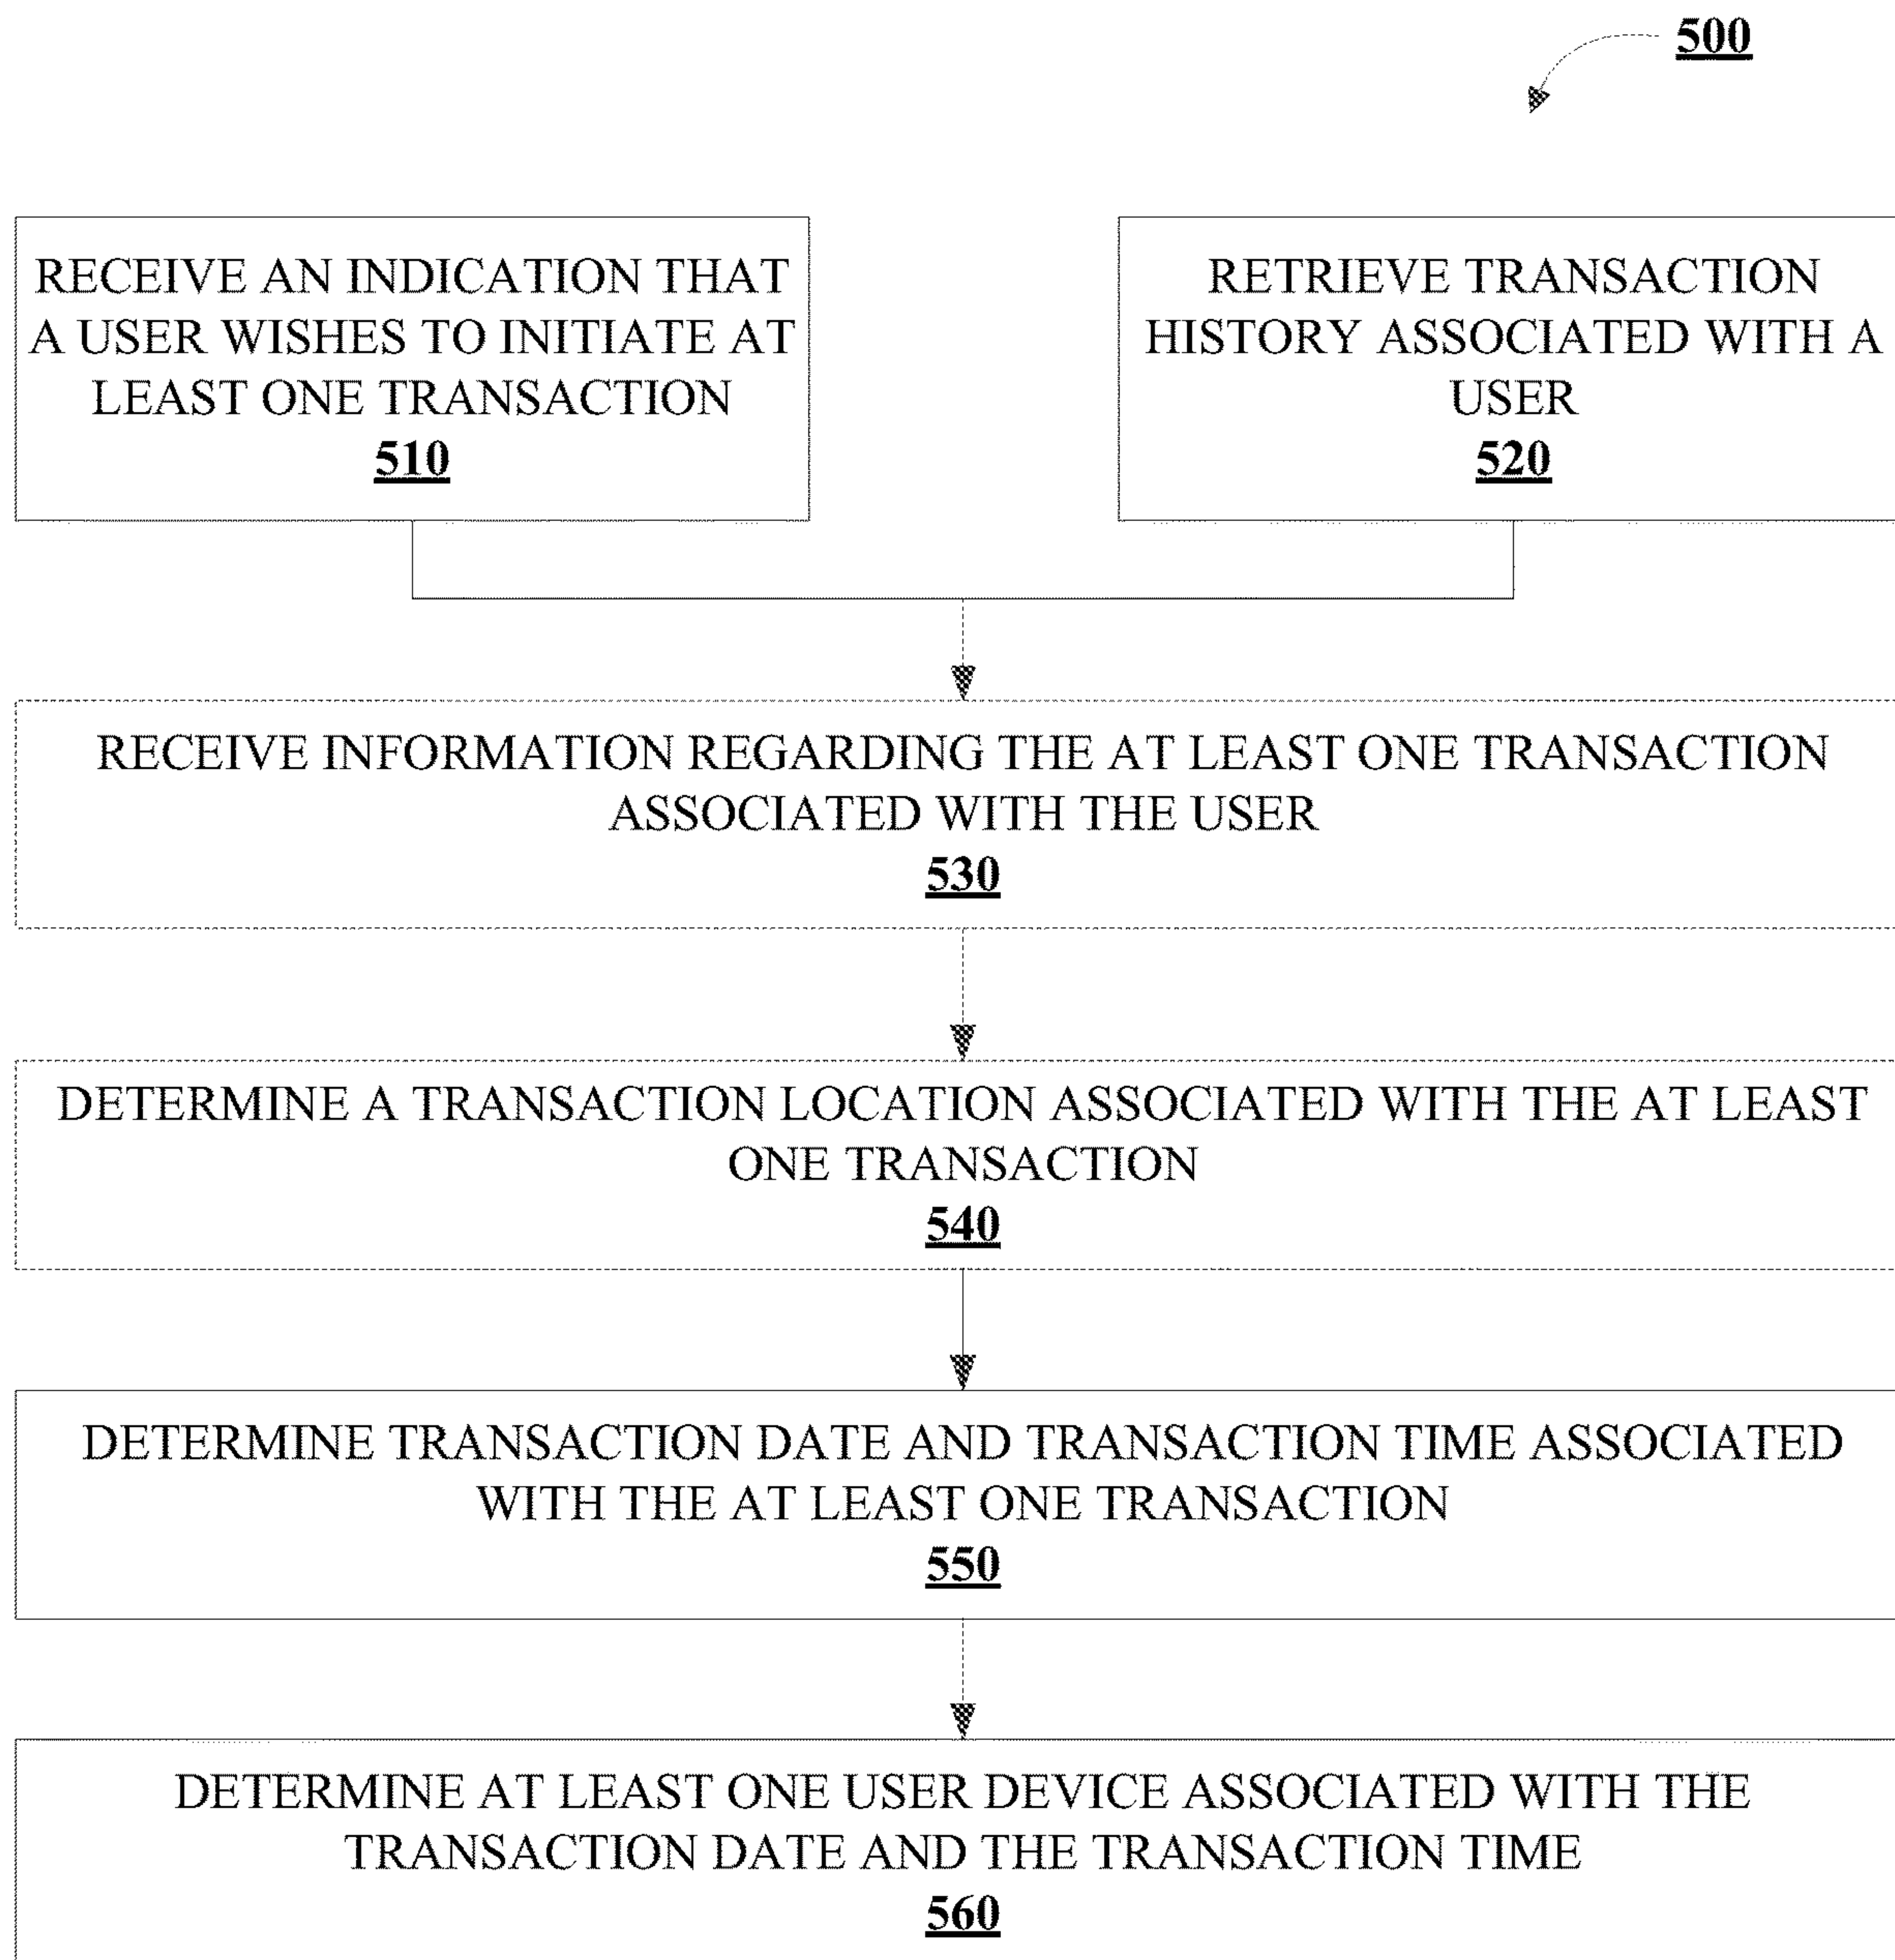 500
RECEIVE AN INDICATION THAT
A USER WISHES TO INITIATE AT
LEAST ONE TRANSACTION
510
RETRIEVE TRANSACTION
HISTORY ASSOCIATED WITH A
USER
520
RECEIVE INFORMATION REGARDING THE AT LEAST ONE TRANSACTION
ASSOCIATED WITH THE USER
530
DETERMINE A TRANSACTION LOCATION ASSOCIATED WITH THE AT LEAST
ONE TRANSACTION
540
DETERMINE TRANSACTION DATE AND TRANSACTION TIME ASSOCIATED
WITH THE AT LEAST ONE TRANSACTION
550
DETERMINE AT LEAST ONE USER DEVICE ASSOCIATED WITH THE
TRANSACTION DATE AND THE TRANSACTION TIME
560